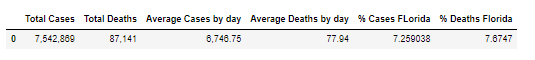 Total Cases Total Deaths Average Cases by day Average Deaths by day % Cases FLorida % Deaths Florida
0 7,542,869 87,141 6,746.75 77.94 7.259038 7.6747